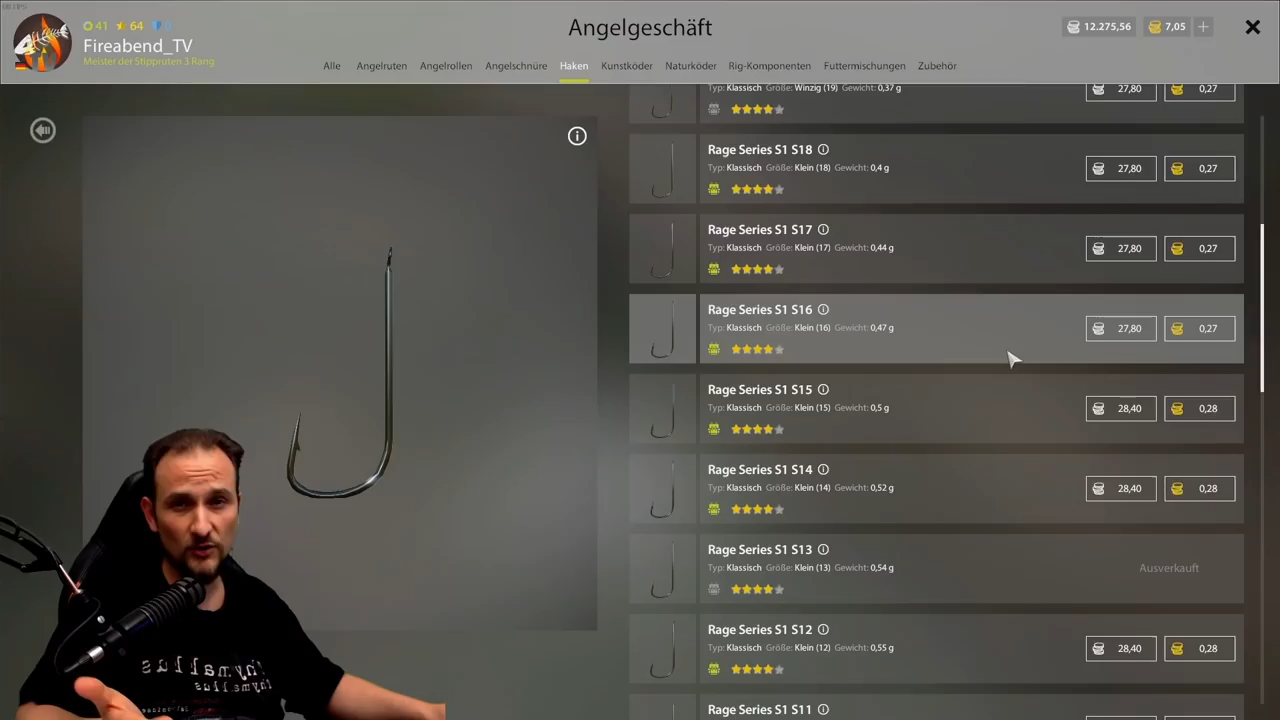 41 64
Fireabend_TV
Meister der Stippruten 3 Rang
Angelgeschäft
12.275,56 7,05
Alle Angelruten Angelrollen Angelschnüre Haken Kunstköder Naturköder Rig-Komponenten Futtermischungen Zubehör
Typ: Klassisch Größe: Winzig (19) Gewicht: 0,37 g
27,80 0,27
Rage Series S1 S18
Typ: Klassisch Größe: Klein (18) Gewicht: 0,4 g
27,80 0,27
Rage Series S1 S17
Typ: Klassisch Größe: Klein (17) Gewicht: 0,44 g
27,80 0,27
Rage Series S1 S16
Typ: Klassisch Größe: Klein (16) Gewicht: 0,47 g
27,80 0,27
Rage Series S1 S15
Typ: Klassisch Größe: Klein (15) Gewicht: 0,5 g
28,40 0,28
Rage Series S1 S14
Typ: Klassisch Größe: Klein (14) Gewicht: 0,52 g
28,40 0,28
Rage Series S1 S13
Typ: Klassisch Größe: Klein (13) Gewicht: 0,54 g
Ausverkauft
Rage Series S1 S12
Typ: Klassisch Größe: Klein (12) Gewicht: 0,55 g
28,40 0,28
Rage Series S1 S11
thymallus
thymallus